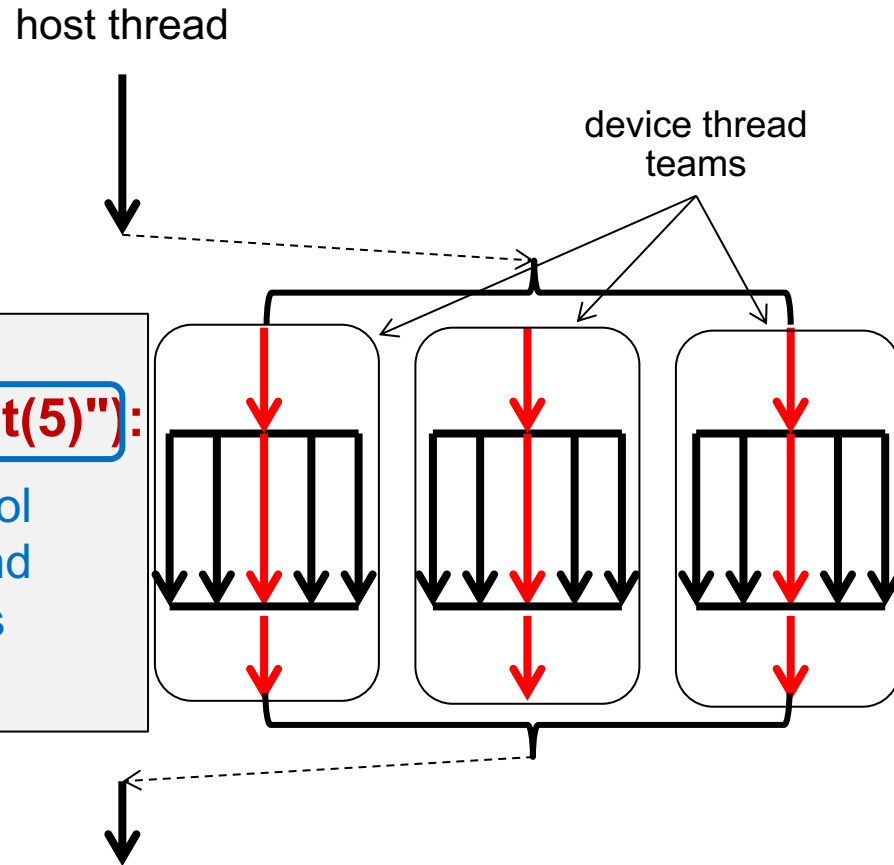 host thread
device thread
teams
t(5)"):
ol
nd
s